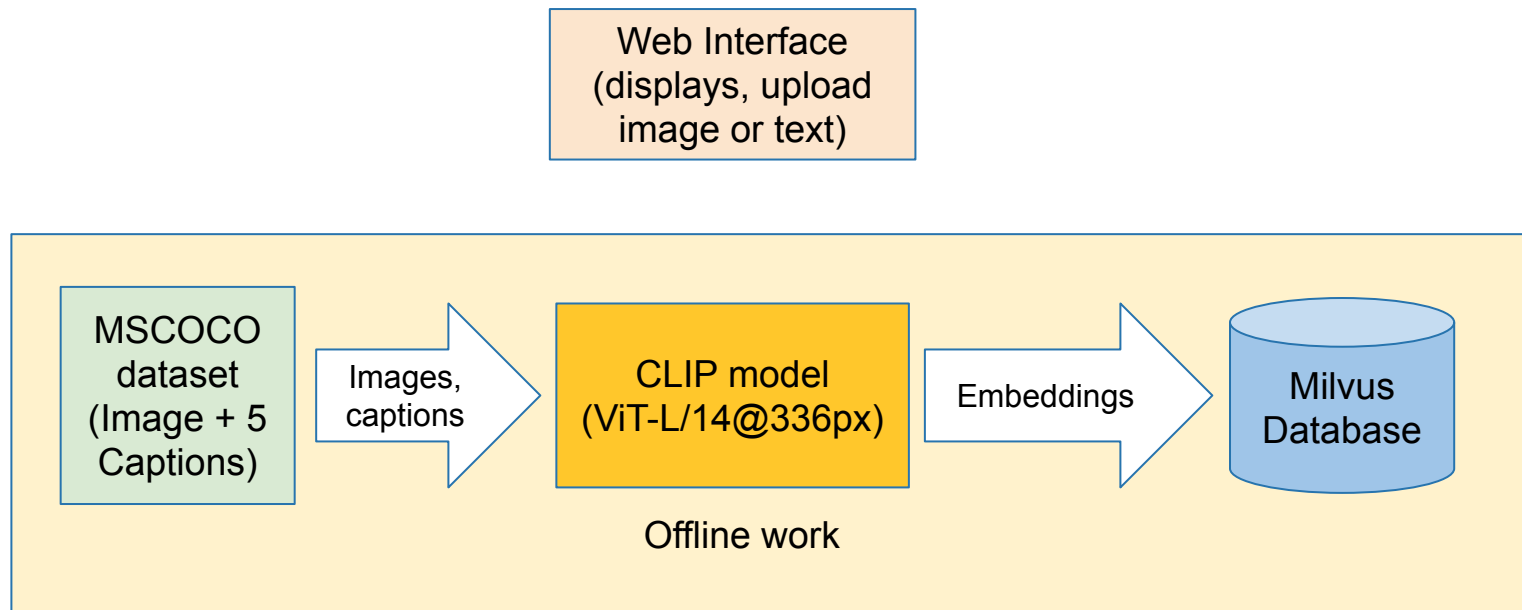 Web Interface
(displays, upload
image or text)
MSCOCO
dataset
(Image + 5
Captions)
Images,
captions
CLIP model
(ViT-L/14@336px)
Embeddings
Milvus
Database
Offline work